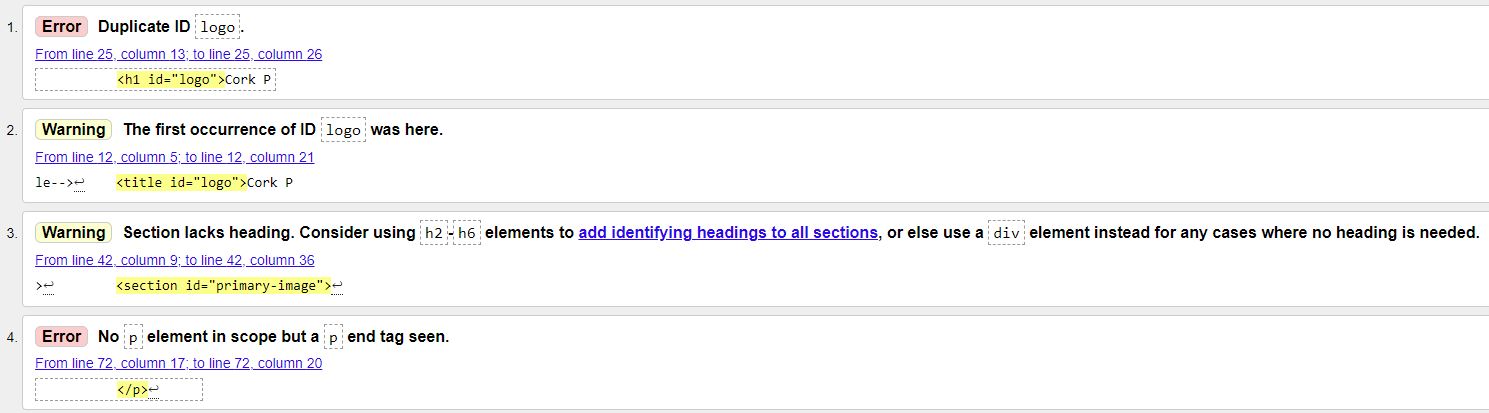 1. Error Duplicate ID logo.
From line 25, column 13; to line 25, column 26
<h1 id="logo">Cork P
2. Warning The first occurrence of ID logo was here.
From line 12, column 5; to line 12, column 21
le-->↩ <title id="logo">Cork P
3. Warning Section lacks heading. Consider using h2-h6 elements to add identifying headings to all sections, or else use a div element instead for any cases where no heading is needed.
From line 42, column 9; to line 42, column 36
>↩ <section id="primary-image">↩
4. Error No p element in scope but a p end tag seen.
From line 72, column 17; to line 72, column 20
</p>↩